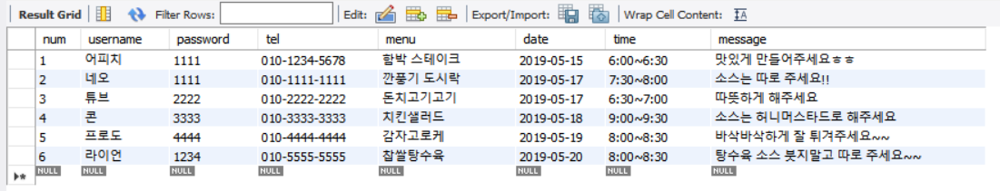 Result Grid Filter Rows: Edit: Export/Import: Wrap Cell Content: IA
num username password tel menu date time message
1 어피치 1111 010-1234-5678 함박 스테이크 2019-05-15 6:00~6:30 맛있게 만들어주세요ㅎㅎ
2 네오 1111 010-1111-1111 깐풍기 도시락 2019-05-17 7:30~8:00 소스는 따로 주세요!!
3 튜브 2222 010-2222-2222 돈치고기고기 2019-05-17 6:30~7:00 따뜻하게 해주세요
4 콘 3333 010-3333-3333 치킨샐러드 2019-05-18 9:00~9:30 소스는 허니머스타드로 해주세요
5 프로도 4444 010-4444-4444 감자고로케 2019-05-19 8:00~8:30 바삭바삭하게 잘 튀겨주세요~~
6 라이언 1234 010-5555-5555 찹쌀탕수육 2019-05-20 8:00~8:30 탕수육 소스 붓지말고 따로 주세요~~
NULL NULL NULL NULL NULL NULL NULL NULL